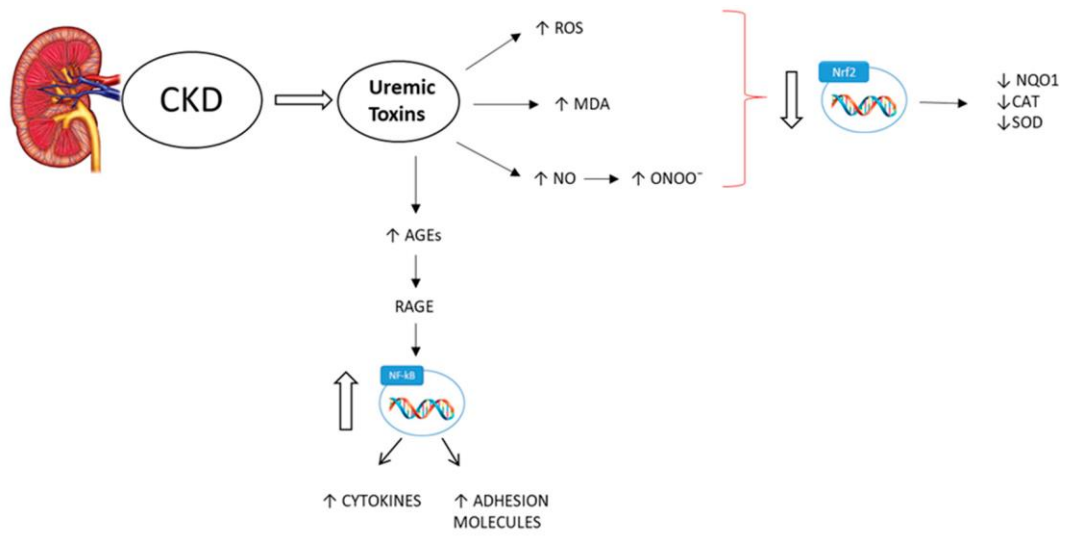 CKD
Uremic
Toxins
↑ ROS
↑ MDA
↑ NO
↑ ONOO⁻
Nrf2
↓ NQO1
↓CAT
↓SOD
↑ AGEs
RAGE
NF-kB
↑ CYTOKINES
↑ ADHESION
MOLECULES